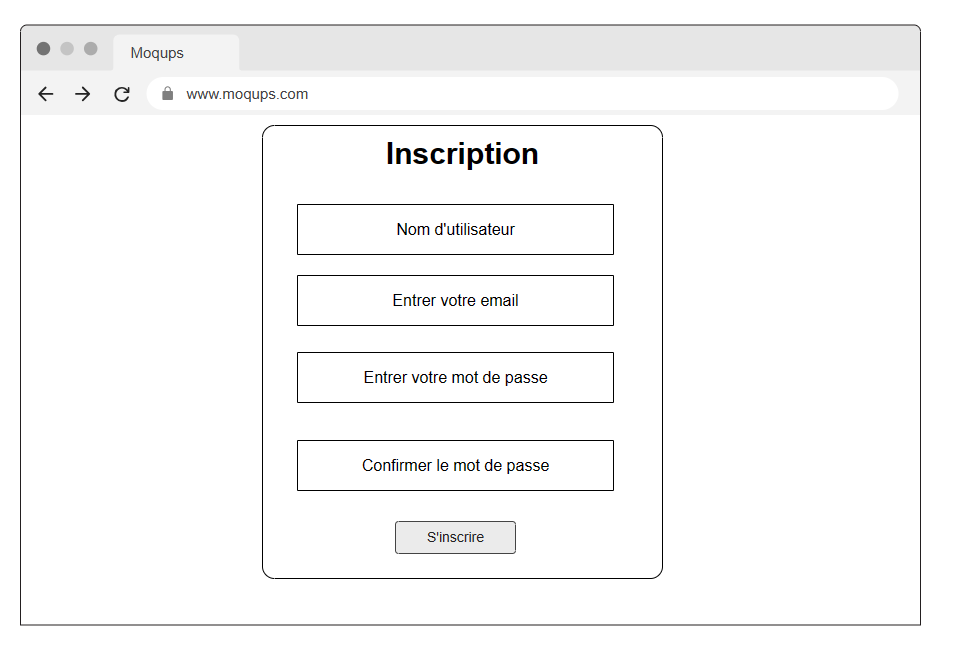 Moqups
www.moqups.com
Inscription
Nom d'utilisateur
Entrer votre email
Entrer votre mot de passe
Confirmer le mot de passe
S'inscrire